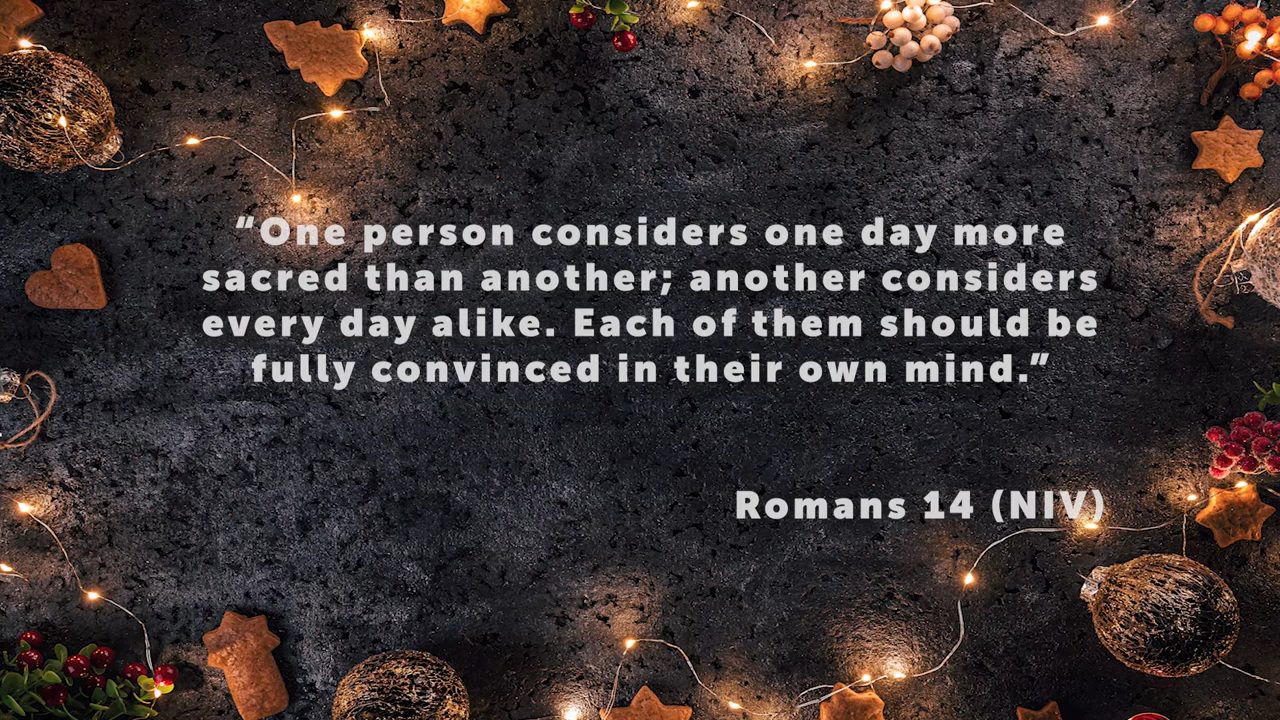 “One person considers one day more
sacred than another; another considers
every day alike. Each of them should be
fully convinced in their own mind.”
Romans 14 (NIV)